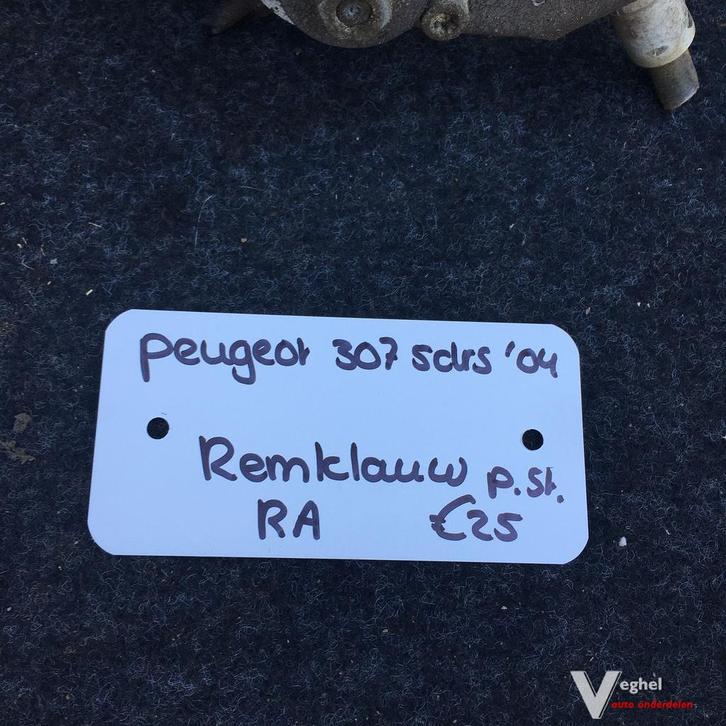 Peugeot 307 5drs '04
Remklauw p.st.
RA €25
Veghel
auto onderdelen